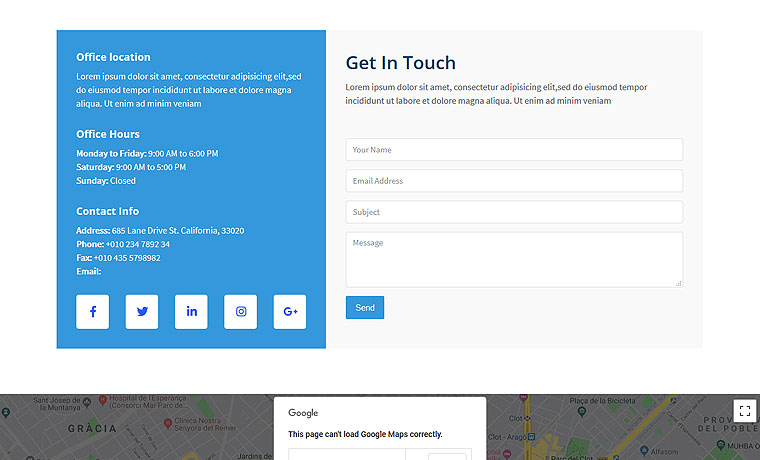 Office location
Lorem ipsum dolor sit amet, consectetur adipisicing elit,sed
do eiusmod tempor incididunt ut labore et dolore magna
aliqua. Ut enim ad minim veniam
Office Hours
Monday to Friday: 9:00 AM to 6:00 PM
Saturday: 9:00 AM to 5:00 PM
Sunday: Closed
Contact Info
Address: 685 Lane Drive St. California, 33020
Phone: +010 234 7892 34
Fax: +010 435 5798982
Email:
f
in
G+
Get In Touch
Lorem ipsum dolor sit amet, consectetur adipisicing elit,sed do eiusmod tempor
incididunt ut labore et dolore magna aliqua. Ut enim ad minim veniam
Your Name
Email Address
Subject
Message
Send
Sant Josep de
la Muntanya
Hospital de l'Esperança
(Consorci Mar Parc de...
Clínica Nostra
Senyora del Remei
GRÀCIA
Jardins de
Google
This page can't load Google Maps correctly.
Plaça de la Bicicleta
Clot
Clot - Aragó
PROV
DEL POBLE
MUHBA O
Alfasoni
Parc del Clot